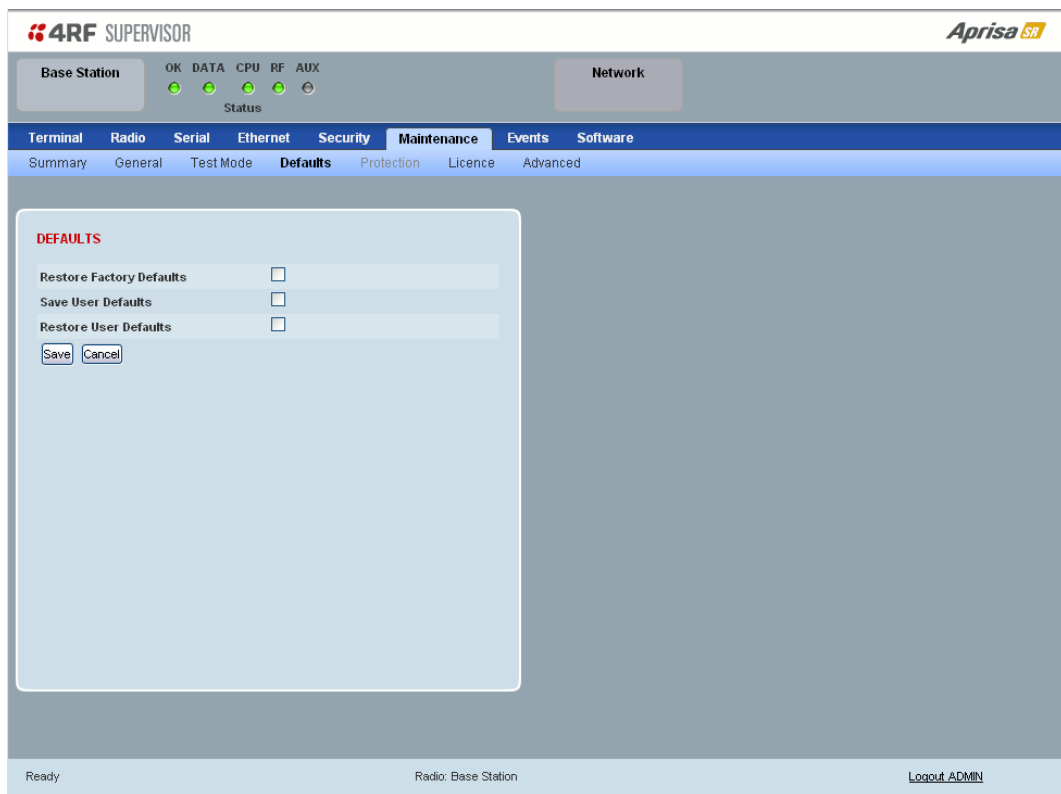 4RF SUPERVISOR
Aprisa SR
Base Station
OK DATA CPU RF AUX
Status
Network
Terminal Radio Serial Ethernet Security Maintenance Events Software
Summary General Test Mode Defaults Protection Licence Advanced
DEFAULTS
Restore Factory Defaults
Save User Defaults
Restore User Defaults
Save Cancel
Ready Radio: Base Station Logout ADMIN